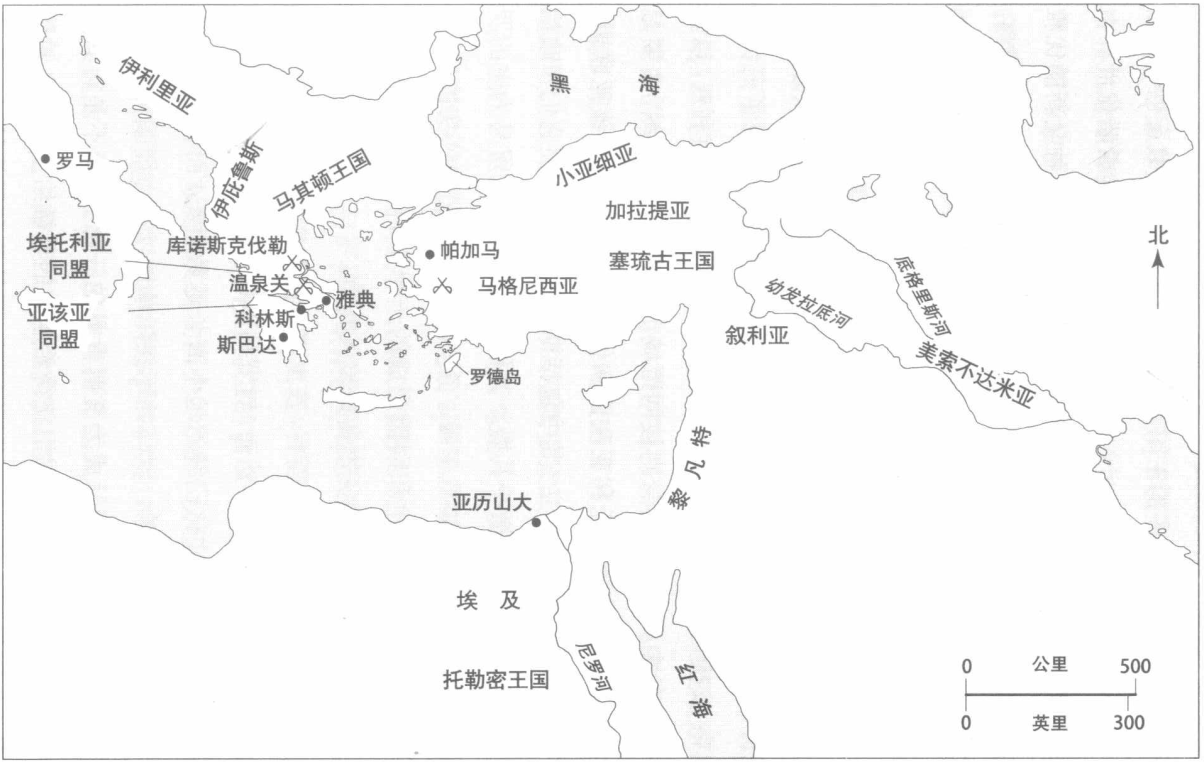 黑海
伊利里亚
罗马
伊庇鲁斯
马其顿王国
小亚细亚
加拉提亚
北
埃托利亚
同盟
库诺斯克伐勒
帕加马
塞琉古王国
温泉关
马格尼西亚
底格里斯河
幼发拉底河
亚该亚
同盟
雅典
科林斯
斯巴达
叙利亚
罗德岛
美索不达米亚
黎凡特
亚历山大
埃及
尼罗河
托勒密王国
红海
0 公里 500
0 英里 300